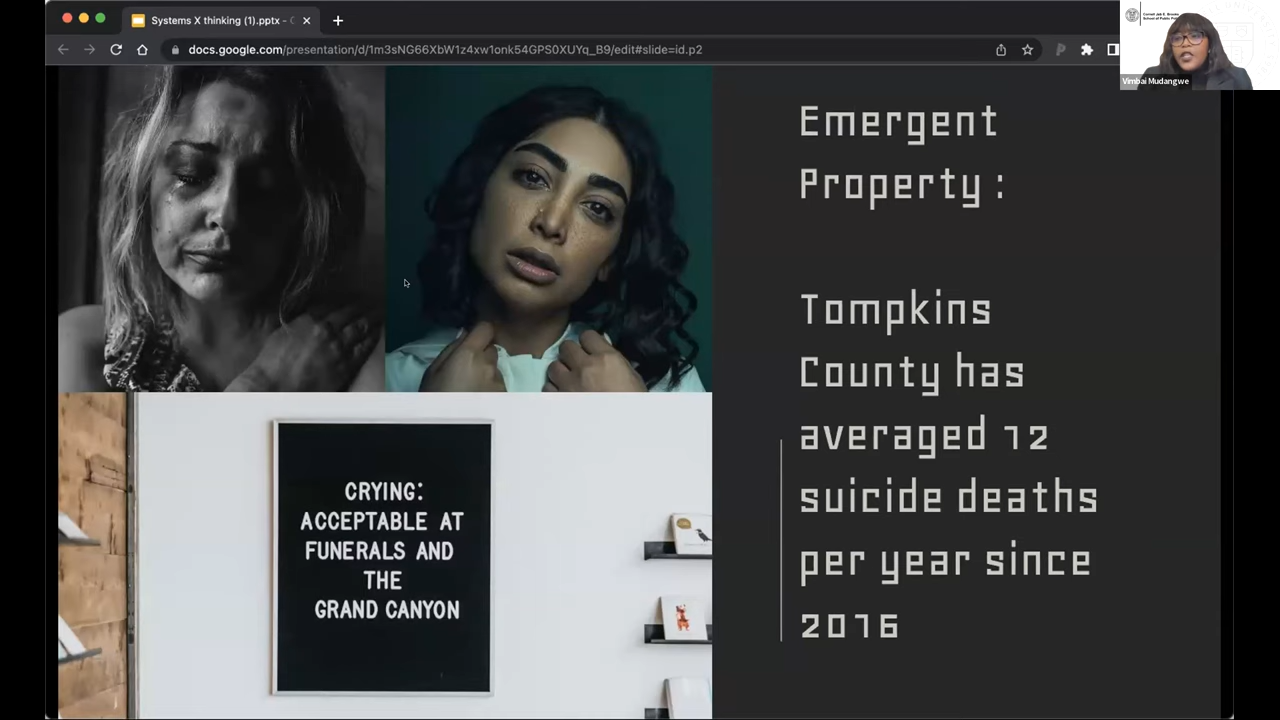 Systems X thinking (1).pptx - G
docs.google.com/presentation/d/1m3sNG66XbW1z4xw1onk54GPS0XUYq_B9/edit#slide=id.p2
Vimbai Mudangwe
Emergent
Property :
Tompkins
County has
averaged 12
suicide deaths
per year since
2016
CRYING:
ACCEPTABLE AT
FUNERALS AND
THE
GRAND CANYON